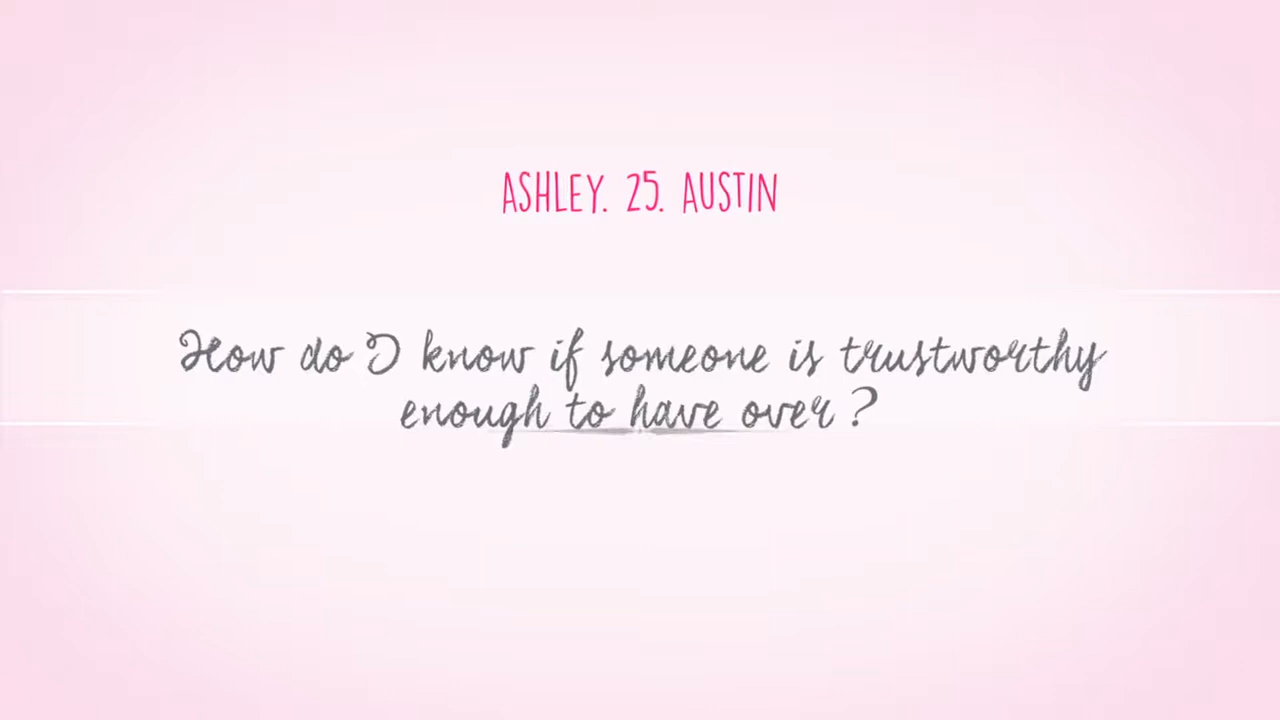 ASHLEY. 25. AUSTIN
How do I know if someone is trustworthy
enough to have over?